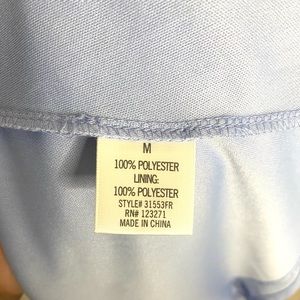 M
100% POLYESTER
LINING:
100% POLYESTER
STYLE# 31553FR
RN# 123271
MADE IN CHINA